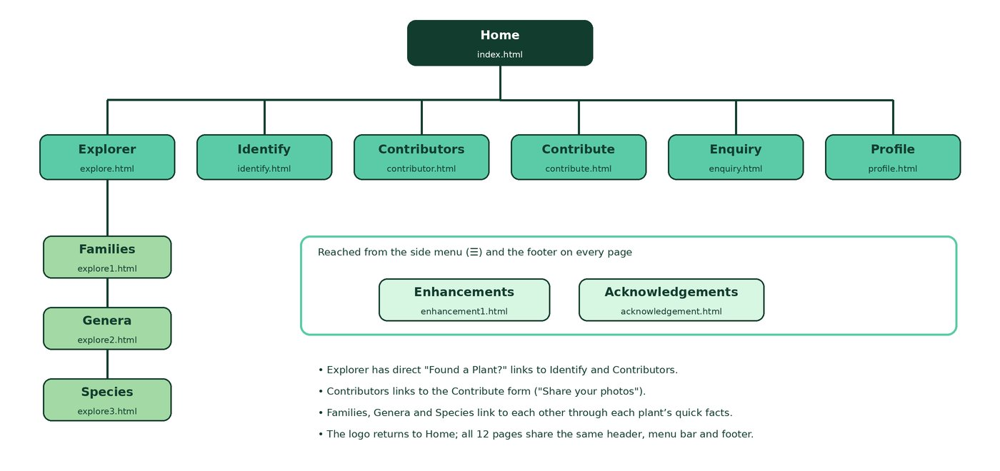 Home
index.html
Explorer
explore.html
Identify
identify.html
Contributors
contributor.html
Contribute
contribute.html
Enquiry
enquiry.html
Profile
profile.html
Families
explore1.html
Genera
explore2.html
Species
explore3.html
Reached from the side menu (☰) and the footer on every page
Enhancements
enhancement1.html
Acknowledgements
acknowledgement.html
• Explorer has direct "Found a Plant?" links to Identify and Contributors.
• Contributors links to the Contribute form ("Share your photos").
• Families, Genera and Species link to each other through each plant’s quick facts.
• The logo returns to Home; all 12 pages share the same header, menu bar and footer.